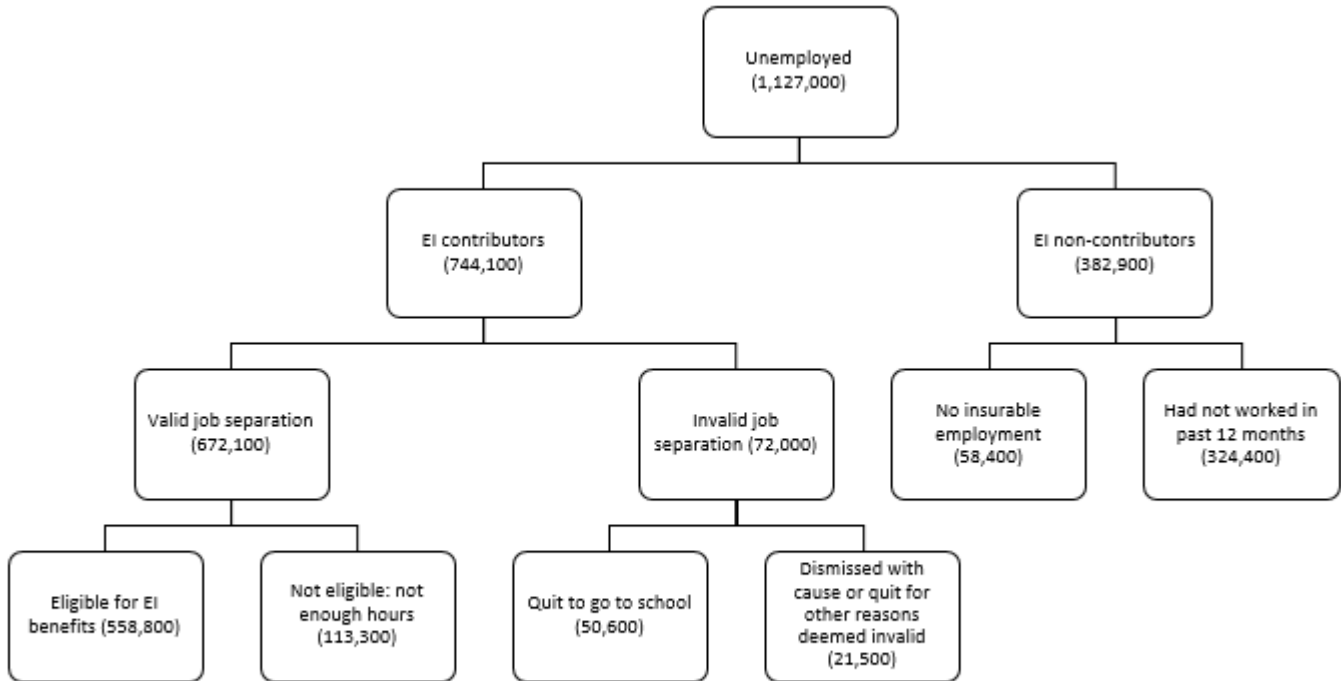 Unemployed
(1,127,000)
EI contributors
(744,100)
EI non-contributors
(382,900)
Valid job separation
(672,100)
Invalid job
separation (72,000)
No insurable
employment
(58,400)
Had not worked in
past 12 months
(324,400)
Eligible for EI
benefits (558,800)
Not eligible: not
enough hours
(113,300)
Quit to go to school
(50,600)
Dismissed with
cause or quit for
other reasons
deemed invalid
(21,500)